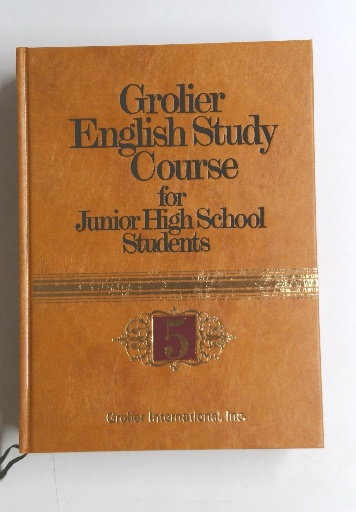 Grolier
English Study
Course
for
Junior High School
Students
5
Grolier International, Inc.